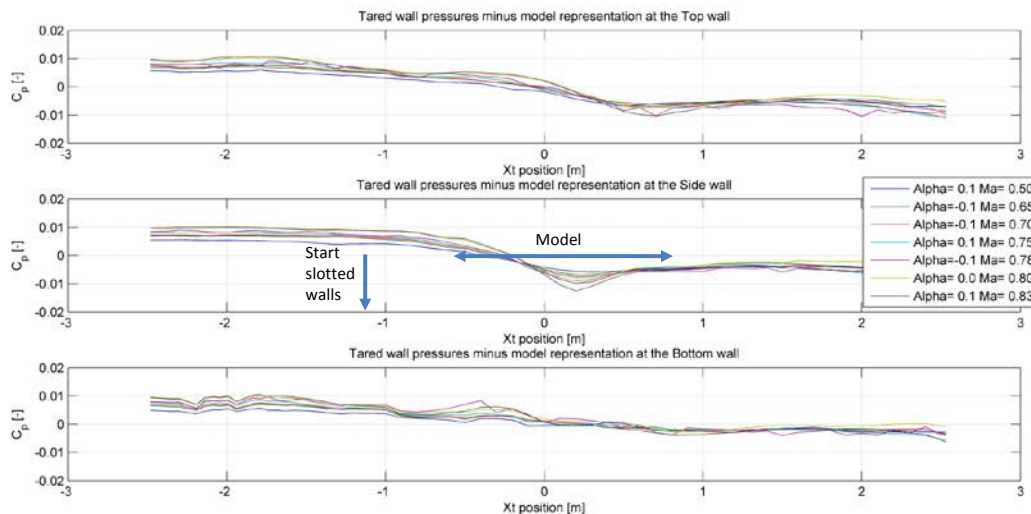 Tared wall pressures minus model representation at the Top wall
0.02
0.01
0
-0.01
-0.02
Cp [-]
-3
-2
-1
0
1
2
3
Xt position [m]
Tared wall pressures minus model representation at the Side wall
0.02
0.01
0
-0.01
-0.02
Cp [-]
Start
slotted
walls
Model
Alpha= 0.1 Ma= 0.50
Alpha=-0.1 Ma= 0.65
Alpha=-0.1 Ma= 0.70
Alpha= 0.1 Ma= 0.75
Alpha=-0.1 Ma= 0.78
Alpha= 0.0 Ma= 0.80
Alpha= 0.1 Ma= 0.83
-3
-2
-1
0
1
2
3
Xt position [m]
Tared wall pressures minus model representation at the Bottom wall
0.02
0.01
0
-0.01
-0.02
Cp [-]
-3
-2
-1
0
1
2
3
Xt position [m]